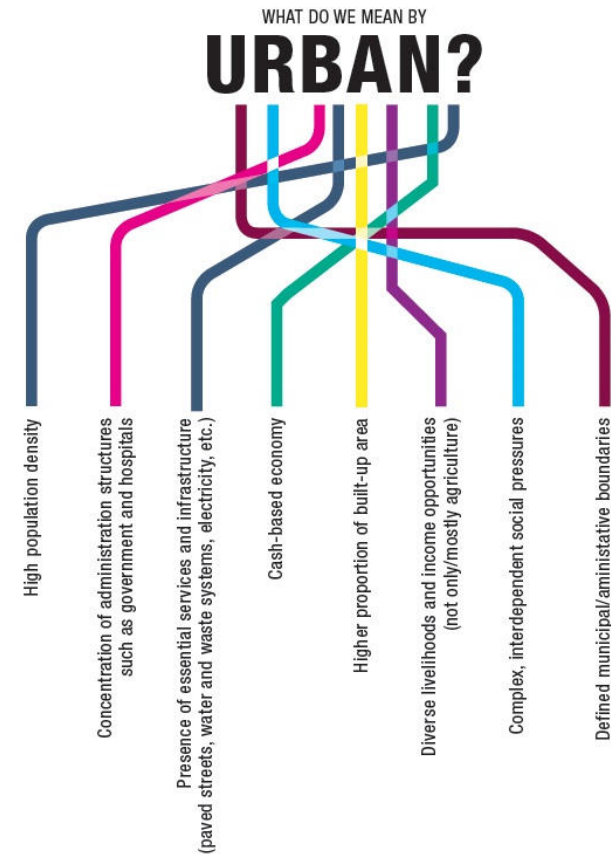 WHAT DO WE MEAN BY
URBAN?
High population density
Concentration of administration structures
such as government and hospitals
Presence of essential services and infrastructure
(paved streets, water and waste systems, electricity, etc.)
Cash-based economy
Higher proportion of built-up area
Diverse livelihoods and income opportunities
(not only/mostly agriculture)
Complex, interdependent social pressures
Defined municipal/aministative boundaries